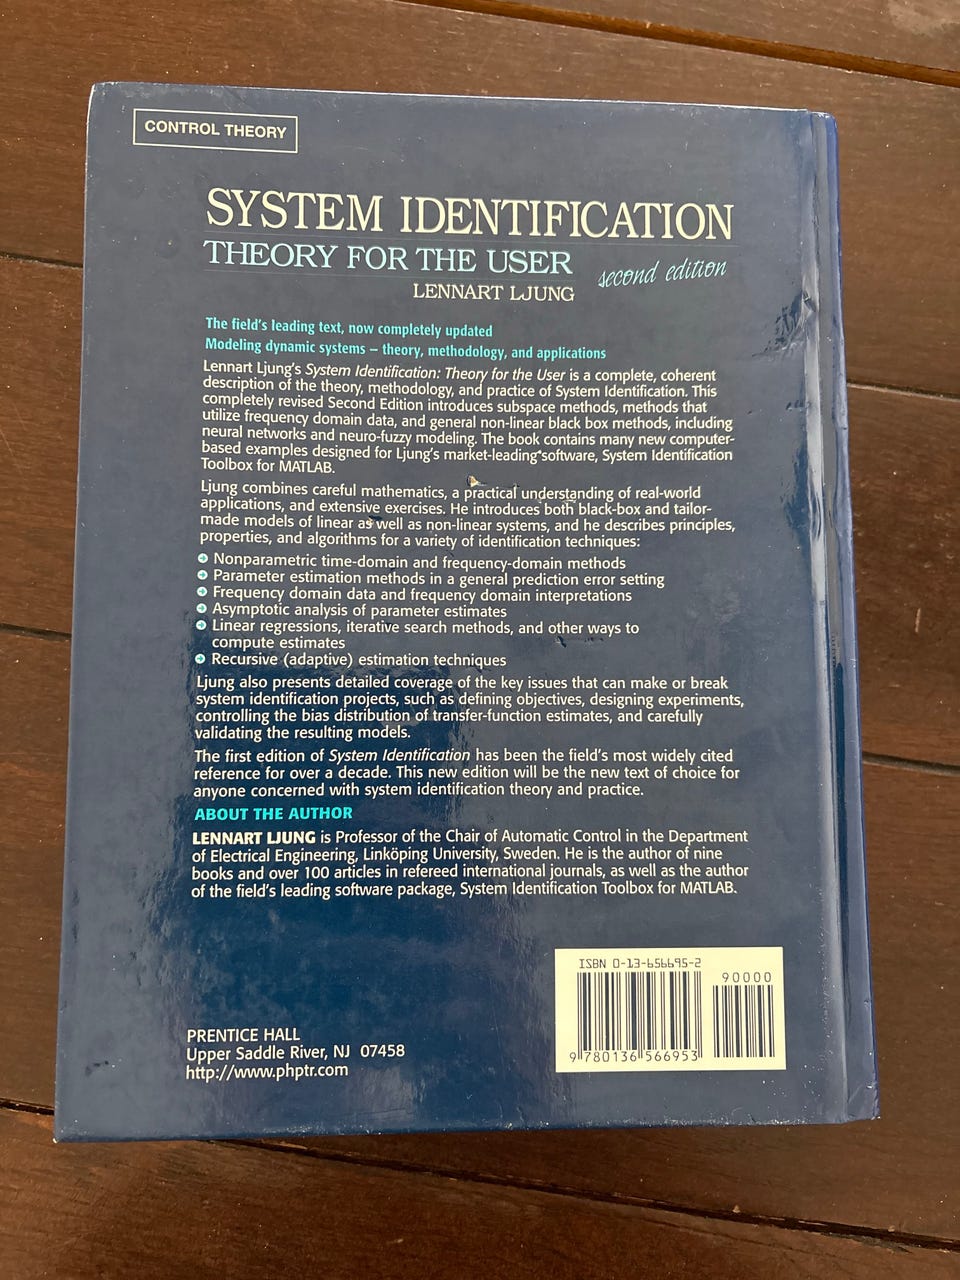 CONTROL THEORY
SYSTEM IDENTIFICATION
THEORY FOR THE USER
second edition
LENNART LJUNG
The field's leading text, now completely updated
Modeling dynamic systems – theory, methodology, and applications
Lennart Ljung's System Identification: Theory for the User is a complete, coherent
description of the theory, methodology, and practice of System Identification. This
completely revised Second Edition introduces subspace methods, methods that
utilize frequency domain data, and general non-linear black box methods, including
neural networks and neuro-fuzzy modeling. The book contains many new computer-
based examples designed for Ljung's market-leading software, System Identification
Toolbox for MATLAB.
Ljung combines careful mathematics, a practical understanding of real-world
applications, and extensive exercises. He introduces both black-box and tailor-
made models of linear as well as non-linear systems, and he describes principles,
properties, and algorithms for a variety of identification techniques:
Nonparametric time-domain and frequency-domain methods
Parameter estimation methods in a general prediction error setting
Frequency domain data and frequency domain interpretations
Asymptotic analysis of parameter estimates
Linear regressions, iterative search methods, and other ways to
compute estimates
Recursive (adaptive) estimation techniques
Ljung also presents detailed coverage of the key issues that can make or break
system identification projects, such as defining objectives, designing experiments,
controlling the bias distribution of transfer-function estimates, and carefully
validating the resulting models.
The first edition of System Identification has been the field's most widely cited
reference for over a decade. This new edition will be the new text of choice for
anyone concerned with system identification theory and practice.
ABOUT THE AUTHOR
LENNART LJUNG is Professor of the Chair of Automatic Control in the Department
of Electrical Engineering, Linköping University, Sweden. He is the author of nine
books and over 100 articles in refereed international journals, as well as the author
of the field's leading software package, System Identification Toolbox for MATLAB.
PRENTICE HALL
Upper Saddle River, NJ 07458
http://www.phptr.com
ISBN 0-13-656695-2
90000
9 780136 566953